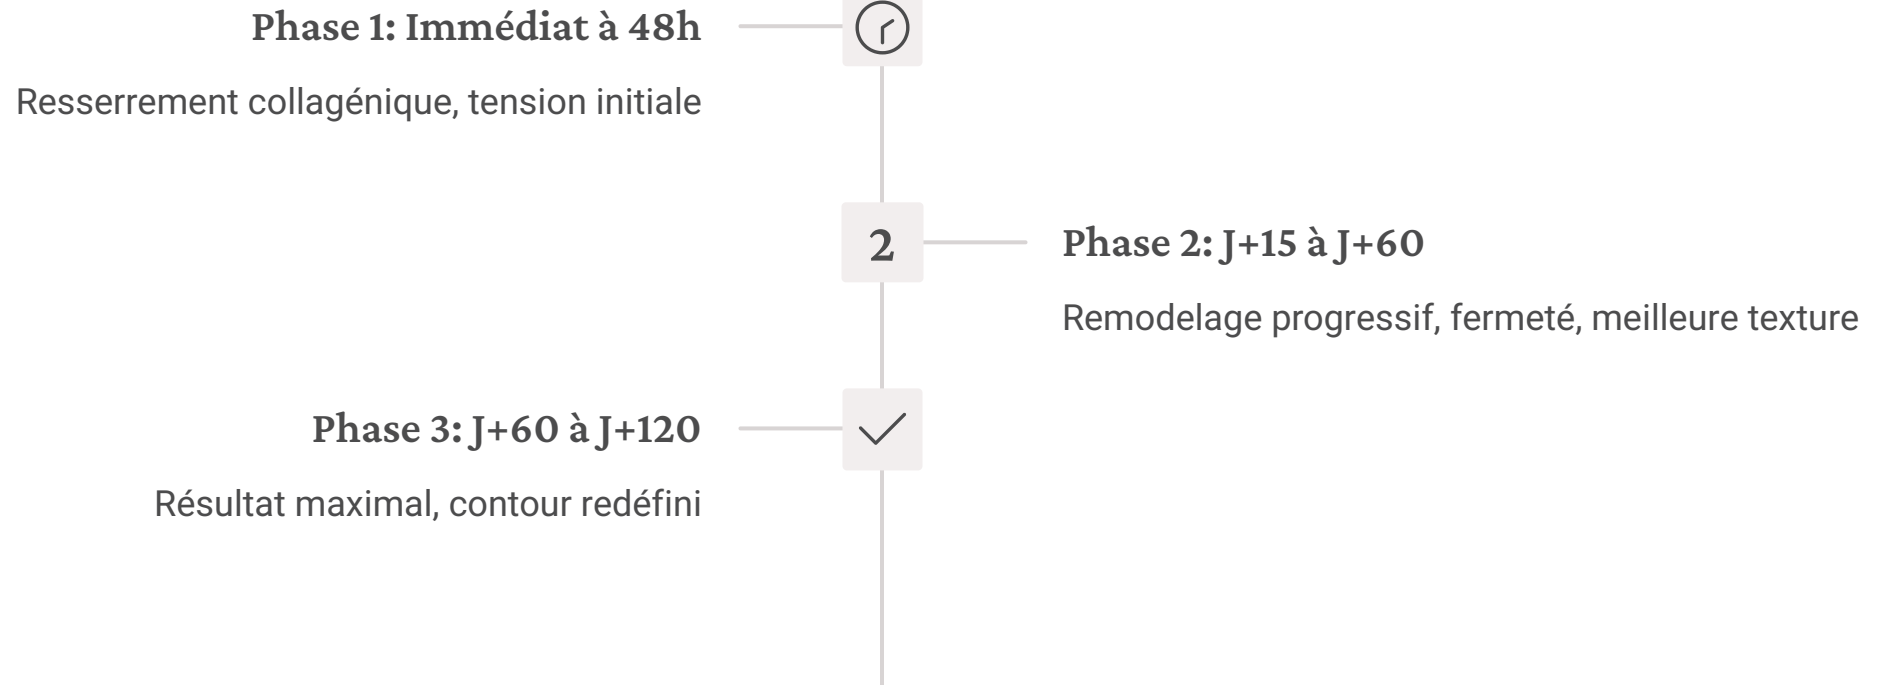 Phase 1: Immédiat à 48h
Resserrement collagénique, tension initiale
2
Phase 2: J+15 à J+60
Remodelage progressif, fermeté, meilleure texture
Phase 3: J+60 à J+120
Résultat maximal, contour redéfini